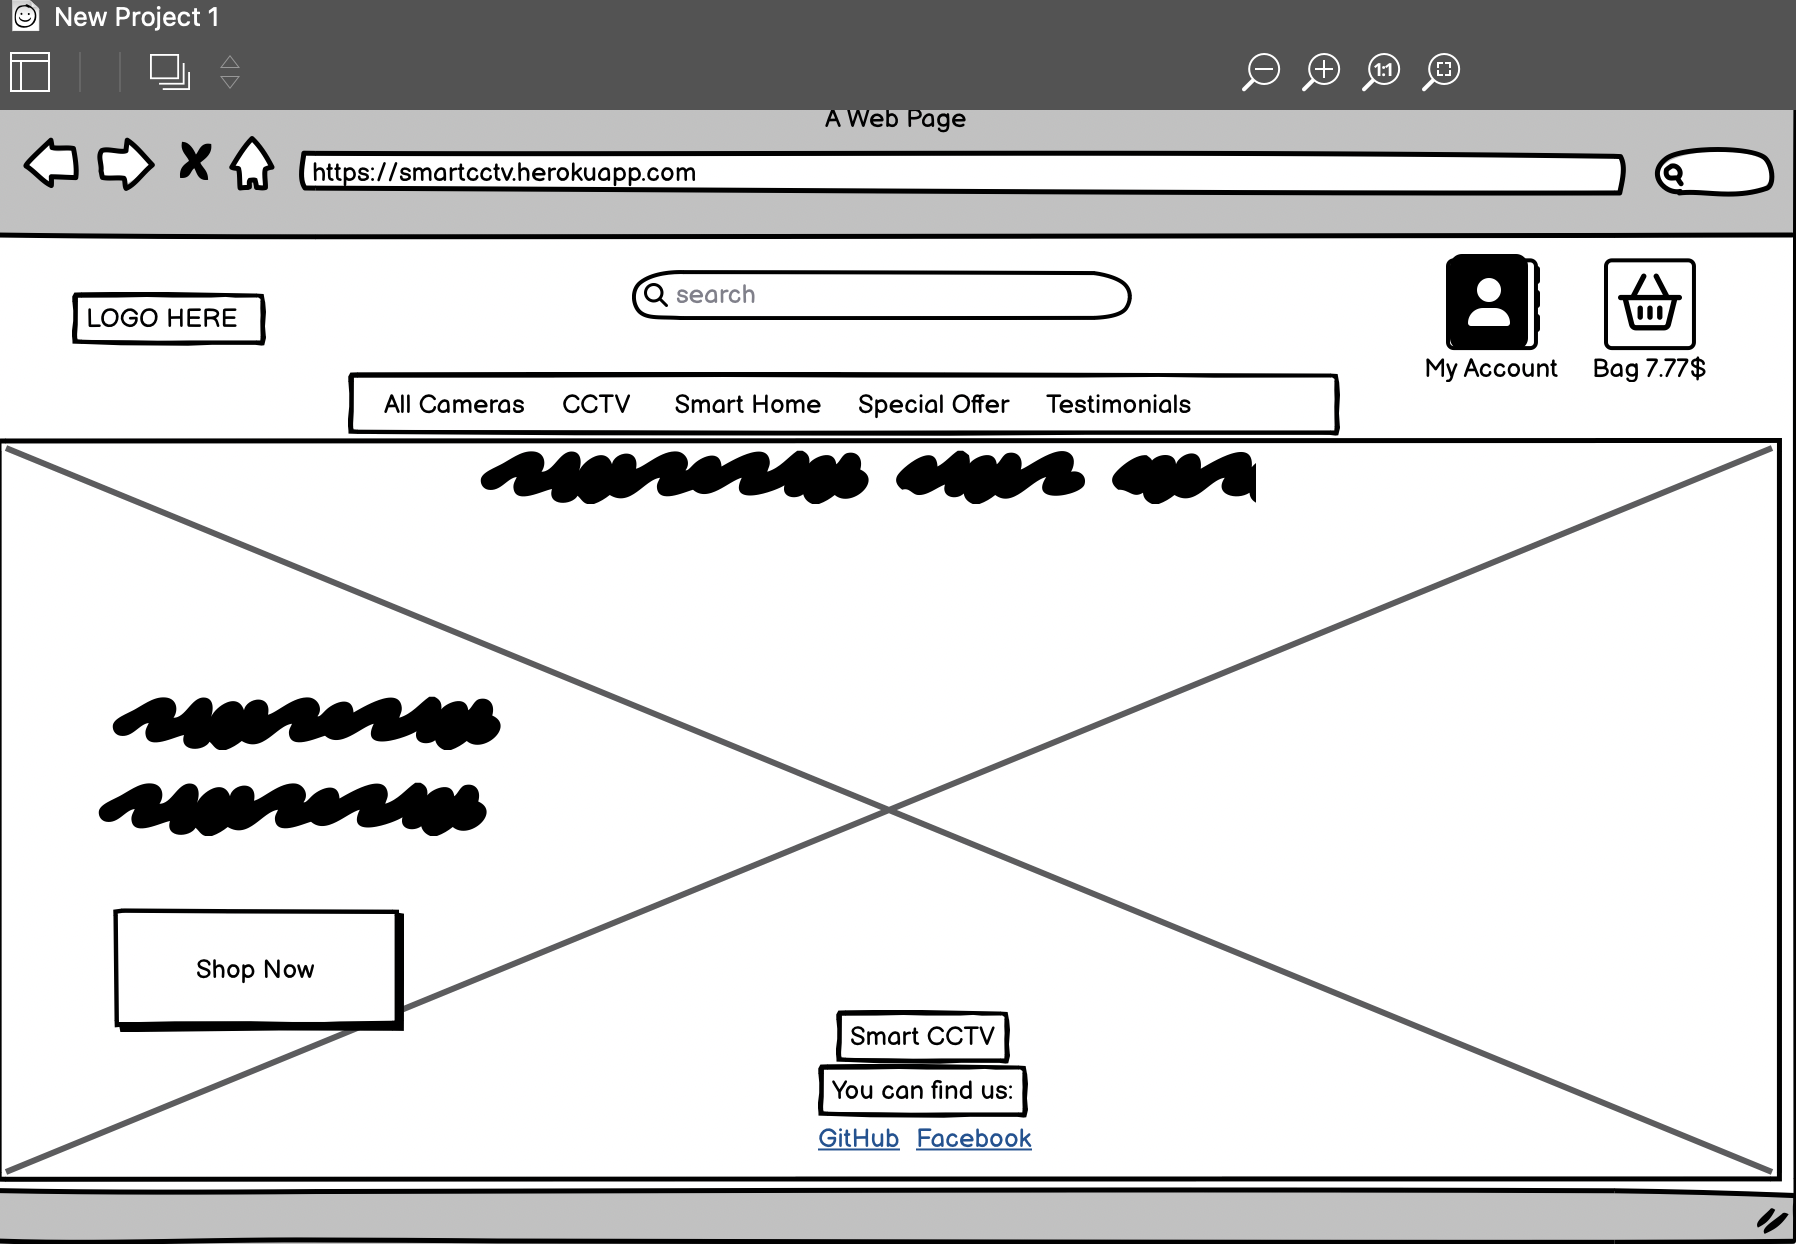 New Project 1
1:1
A Web Page
https://smartcctv.herokuapp.com
search
LOGO HERE
My Account Bag 7.77$
All Cameras CCTV Smart Home Special Offer Testimonials
Shop Now
Smart CCTV
You can find us:
GitHub Facebook